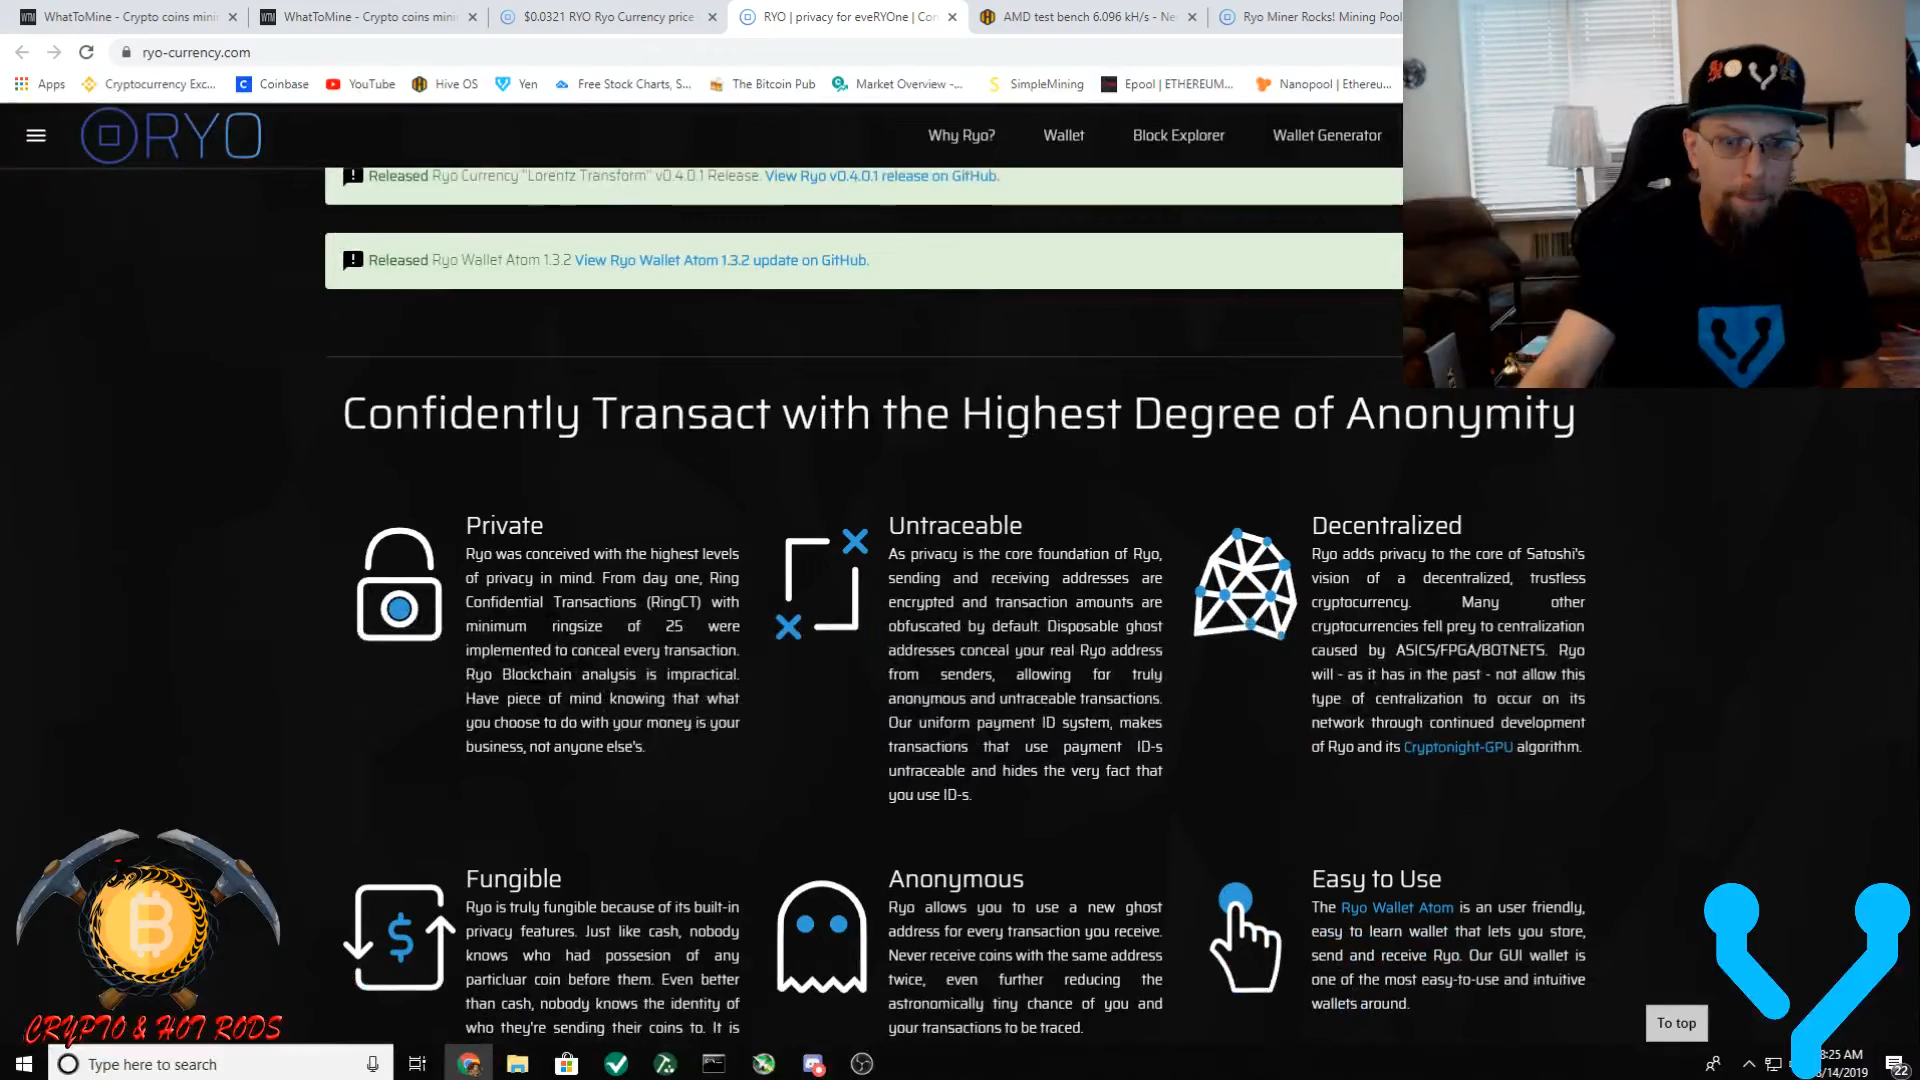 WhatToMine - Crypto coins mini
WhatToMine - Crypto coins mini
$0.0321 RYO Ryo Currency price
RYO | privacy for eveRYOne | Con
AMD test bench 6.096 kH/s - Ne
Ryo Miner Rocks! Mining Pool
ryo-currency.com
Apps
Cryptocurrency Exc...
Coinbase
YouTube
Hive OS
Yen
Free Stock Charts, S...
The Bitcoin Pub
Market Overview -...
SimpleMining
Epool | ETHEREUM...
Nanopool | Ethereu...
RYO
Why Ryo?
Wallet
Block Explorer
Wallet Generator
Released Ryo Currency "Lorentz Transform" v0.4.0.1 Release. View Ryo v0.4.0.1 release on GitHub.
Released Ryo Wallet Atom 1.3.2 View Ryo Wallet Atom 1.3.2 update on GitHub.
Confidently Transact with the Highest Degree of Anonymity
Private
Ryo was conceived with the highest levels
of privacy in mind. From day one, Ring
Confidential Transactions (RingCT) with
minimum ringsize of 25 were
implemented to conceal every transaction.
Ryo Blockchain analysis is impractical.
Have piece of mind knowing that what
you choose to do with your money is your
business, not anyone else's.
Untraceable
As privacy is the core foundation of Ryo,
sending and receiving addresses are
encrypted and transaction amounts are
obfuscated by default. Disposable ghost
addresses conceal your real Ryo address
from senders, allowing for truly
anonymous and untraceable transactions.
Our uniform payment ID system, makes
transactions that use payment ID-s
untraceable and hides the very fact that
you use ID-s.
Decentralized
Ryo adds privacy to the core of Satoshi's
vision of a decentralized, trustless
cryptocurrency. Many other
cryptocurrencies fell prey to centralization
caused by ASICS/FPGA/BOTNETS. Ryo
will - as it has in the past - not allow this
type of centralization to occur on its
network through continued development
of Ryo and its Cryptonight-GPU algorithm.
Fungible
Ryo is truly fungible because of its built-in
privacy features. Just like cash, nobody
knows who had possesion of any
particluar coin before them. Even better
than cash, nobody knows the identity of
who they're sending their coins to. It is
Anonymous
Ryo allows you to use a new ghost
address for every transaction you receive.
Never receive coins with the same address
twice, even further reducing the
astronomically tiny chance of you and
your transactions to be traced.
Easy to Use
The Ryo Wallet Atom is an user friendly,
easy to learn wallet that lets you store,
send and receive Ryo. Our GUI wallet is
one of the most easy-to-use and intuitive
wallets around.
To top
CRYPTO & HOT RODS
Type here to search
8:25 AM
/14/2019
22